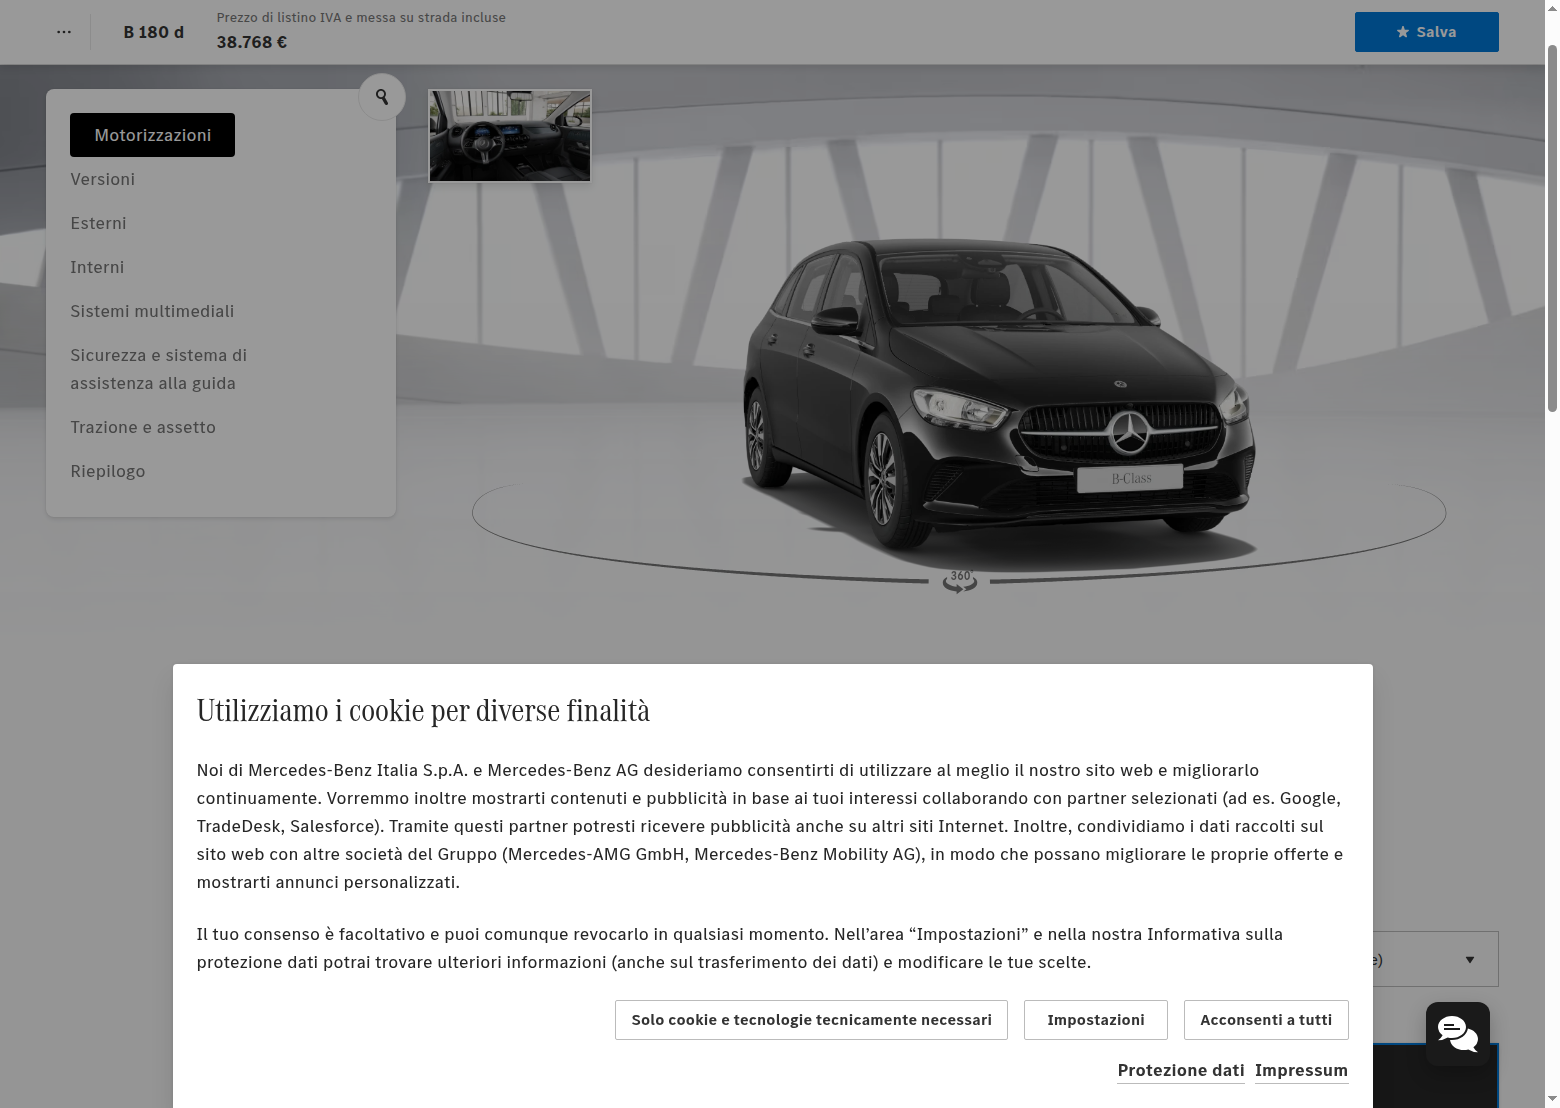 ...
B 180 d
Prezzo di listino IVA e messa su strada incluse
38.768 €
Salva
Motorizzazioni
Versioni
Esterni
Interni
Sistemi multimediali
Sicurezza e sistema di
assistenza alla guida
Trazione e assetto
Riepilogo
B-Class
360°
Utilizziamo i cookie per diverse finalità
Noi di Mercedes-Benz Italia S.p.A. e Mercedes-Benz AG desideriamo consentirti di utilizzare al meglio il nostro sito web e migliorarlo
continuamente. Vorremmo inoltre mostrarti contenuti e pubblicità in base ai tuoi interessi collaborando con partner selezionati (ad es. Google,
TradeDesk, Salesforce). Tramite questi partner potresti ricevere pubblicità anche su altri siti Internet. Inoltre, condividiamo i dati raccolti sul
sito web con altre società del Gruppo (Mercedes-AMG GmbH, Mercedes-Benz Mobility AG), in modo che possano migliorare le proprie offerte e
mostrarti annunci personalizzati.
Il tuo consenso è facoltativo e puoi comunque revocarlo in qualsiasi momento. Nell’area “Impostazioni” e nella nostra Informativa sulla
protezione dati potrai trovare ulteriori informazioni (anche sul trasferimento dei dati) e modificare le tue scelte.
e)
Solo cookie e tecnologie tecnicamente necessari
Impostazioni
Acconsenti a tutti
Protezione dati
Impressum